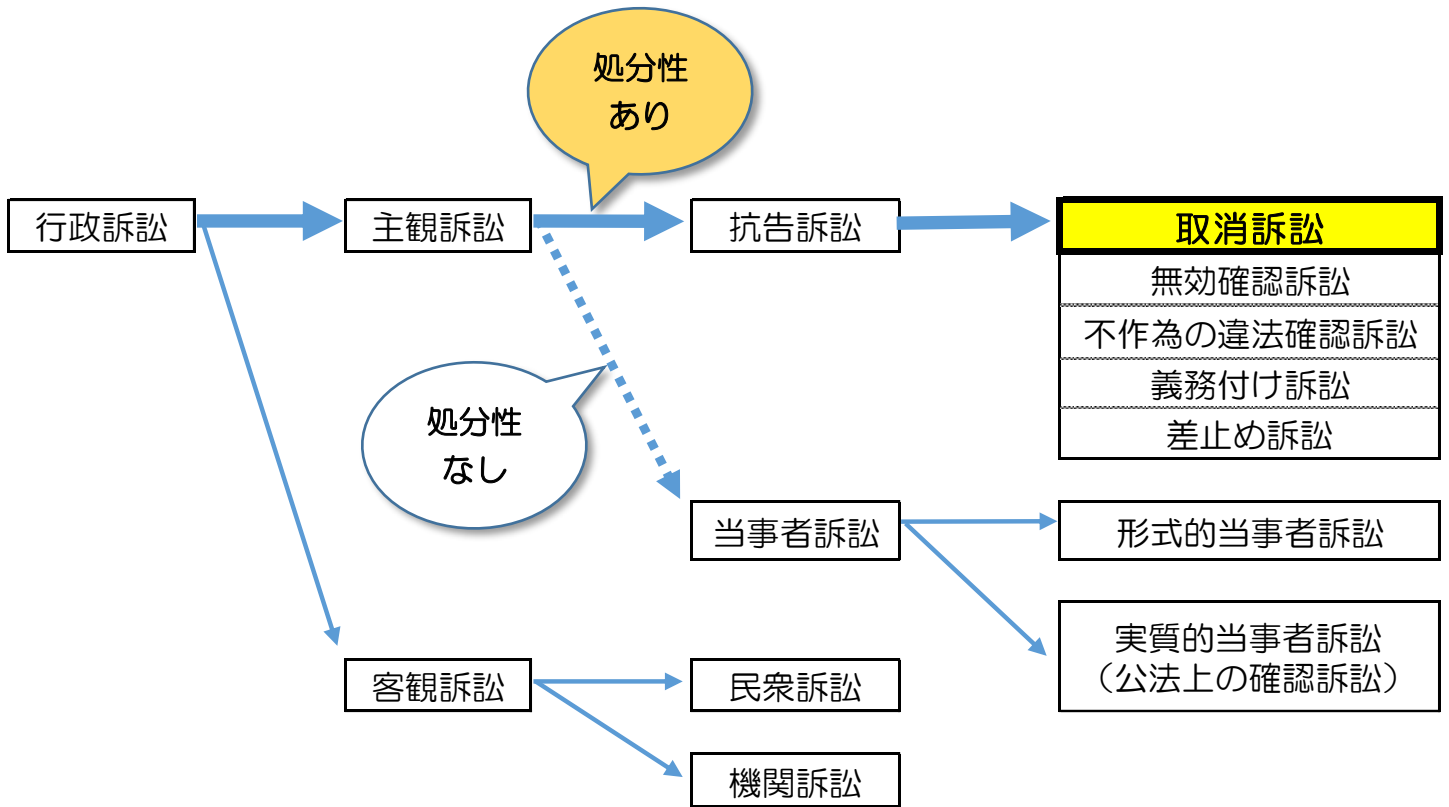 処分性
あり
行政訴訟
主観訴訟
抗告訴訟
取消訴訟
無効確認訴訟
不作為の違法確認訴訟
義務付け訴訟
差止め訴訟
処分性
なし
当事者訴訟
形式的当事者訴訟
実質的当事者訴訟
（公法上の確認訴訟）
客観訴訟
民衆訴訟
機関訴訟